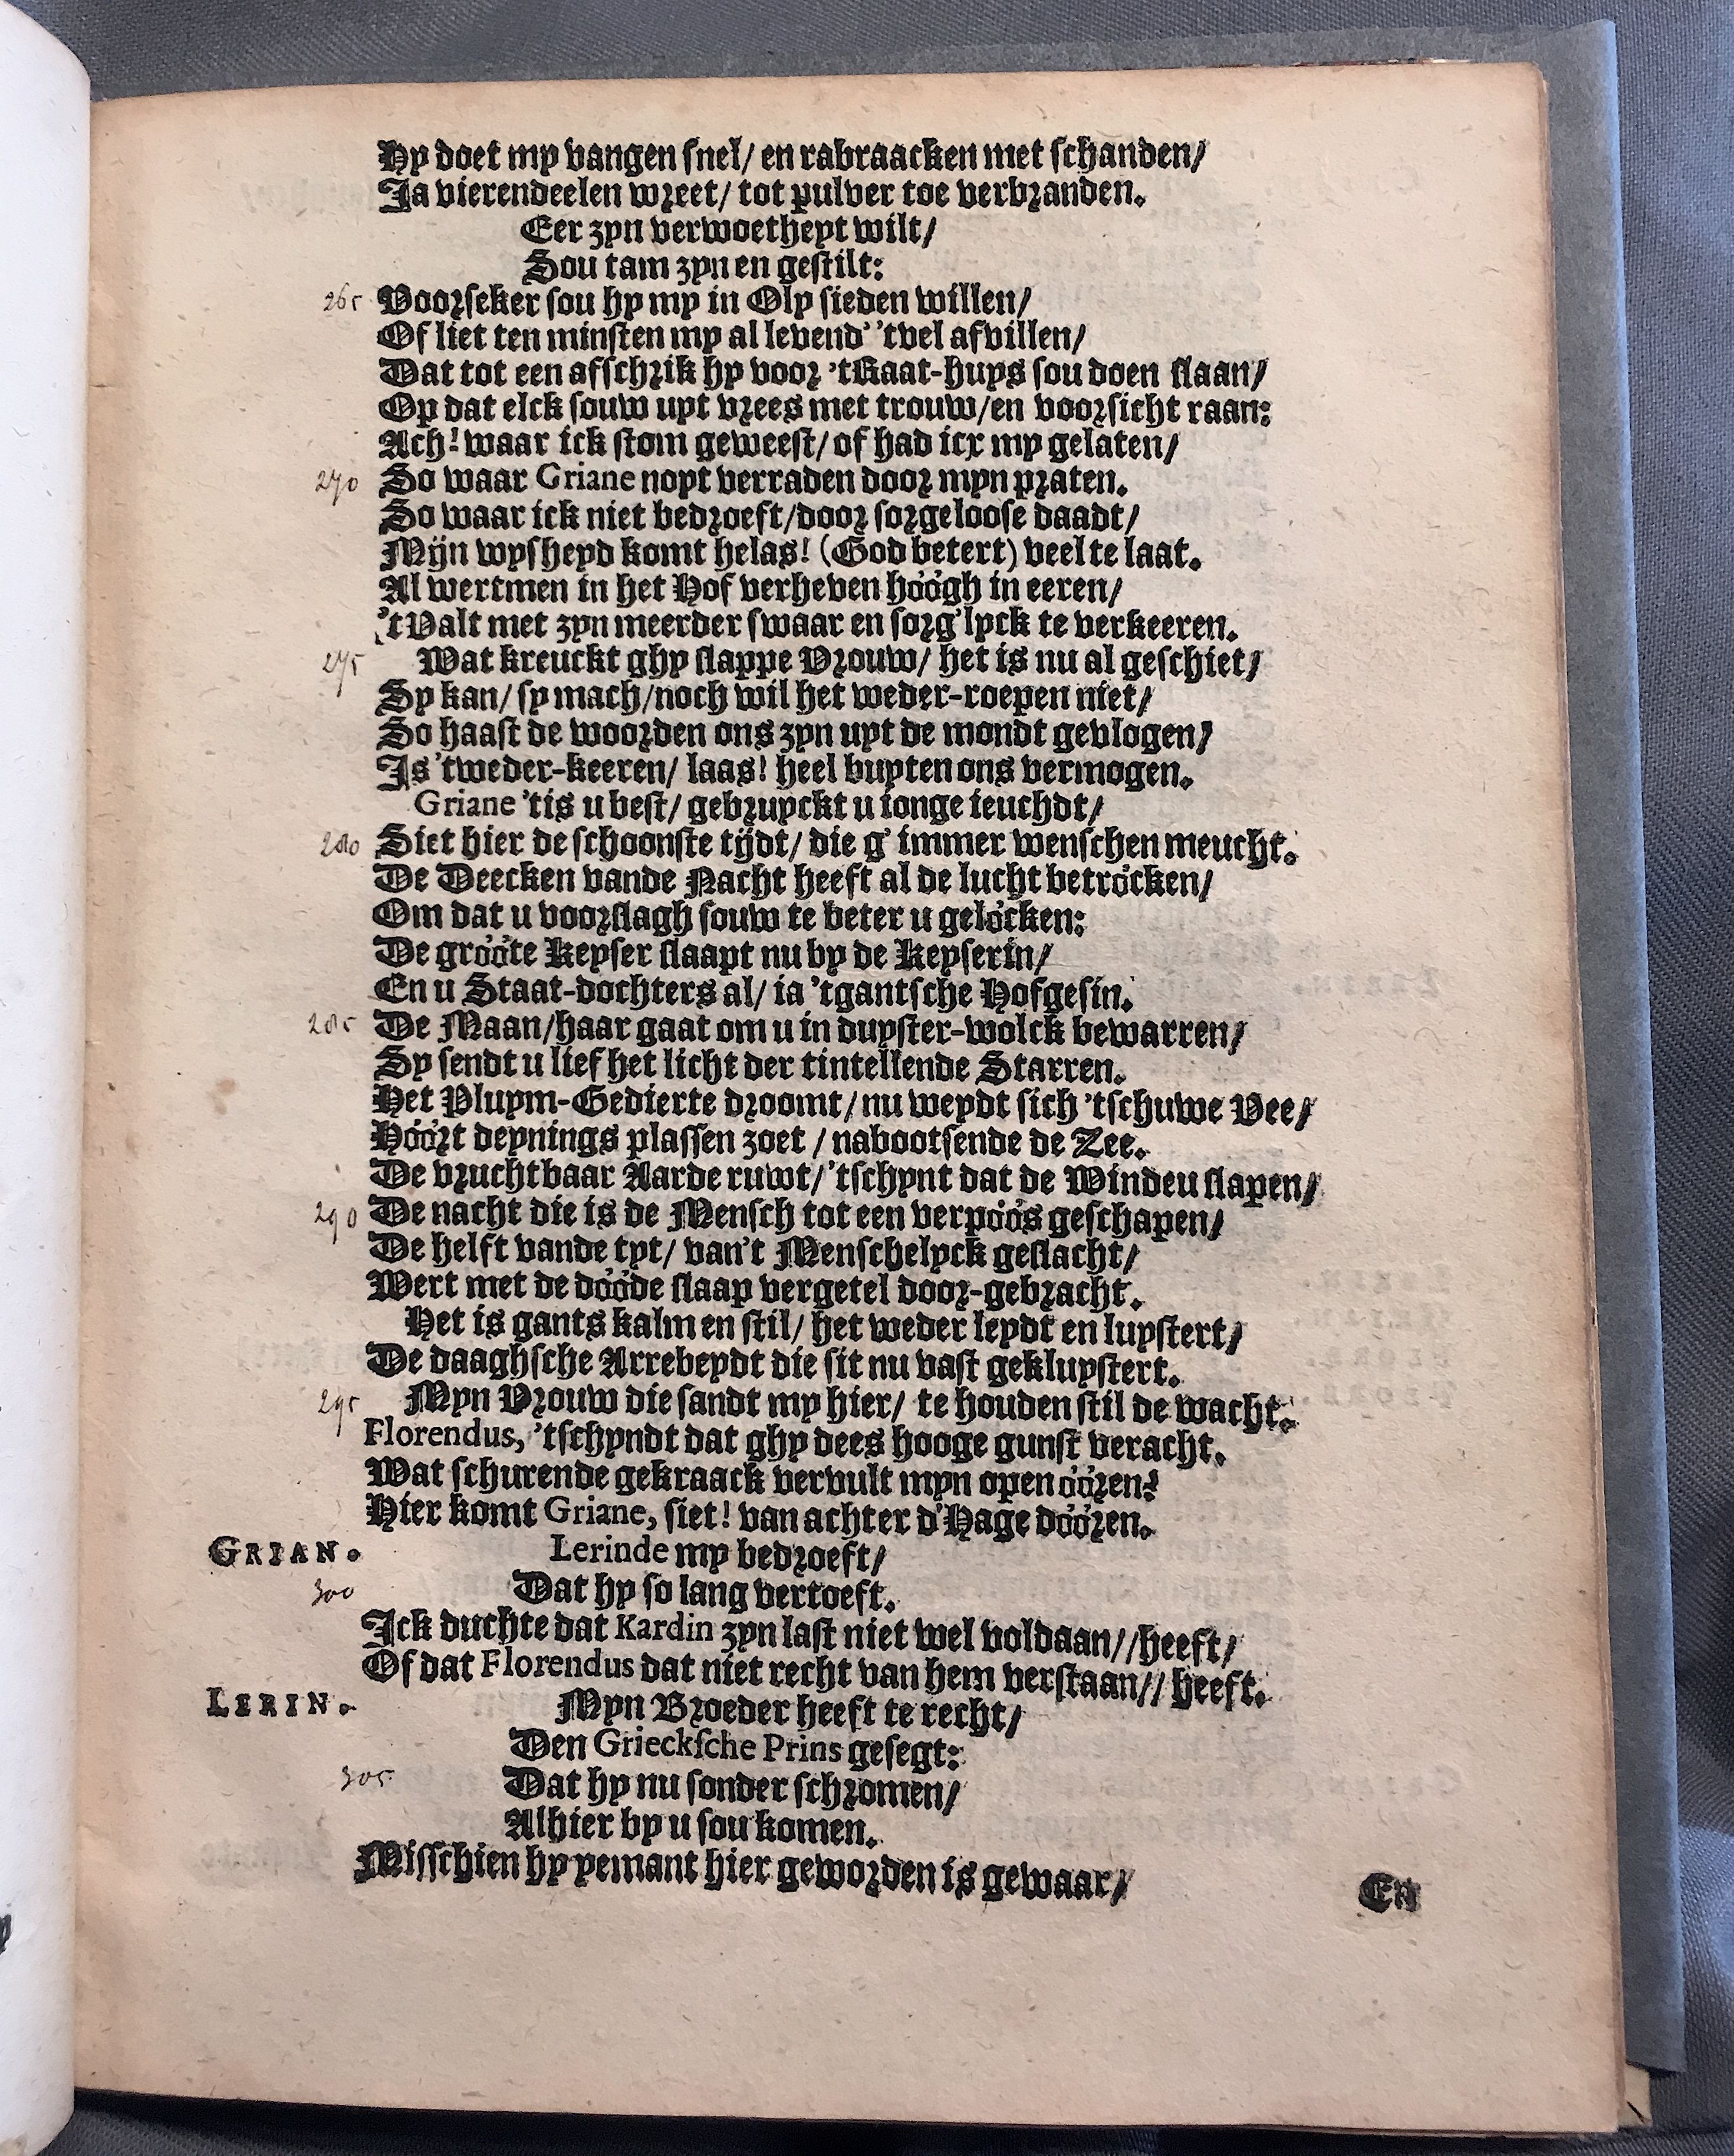 Hy doet my vangen snel/ en rabraacken met schanden/
Ja vierendeelen wreet/ tot pulver toe verbranden.
Eer zyn verwoetheyt wilt/
Sou tam zyn en gestilt:
265 Voorseker sou hy my in Oly sieden willen/
Of liet ten minsten my al levend' 'tvel afvillen/
Dat tot een afschrik hy voor 'tRaat-huys sou doen slaan/
Op dat elck souw uyt vrees met trouw/en voorsicht raan:
Ach! waar ick stom geweest/ of had icx my gelaten/
270 So waar Griane noyt verraden door myn praten.
So waar ick niet bedroeft/door sorgeloose daadt/
Mijn wysheyd komt helas! (God betert) veel te laat.
Al wertmen in het Hof verheven hóógh in eeren/
't Valt met zyn meerder swaar en sorg'lyck te verkeeren.
275 Wat kreuckt ghy slappe Vrouw/ het is nu al geschiet/
Sy kan/ sy mach/noch wil het weder-roepen niet/
So haast de woorden ons zyn uyt de mondt gevlogen/
Is 'tweder-keeren/ laas! heel buyten ons vermogen.
Griane 'tis u best/ gebruyckt u ionge ieuchdt/
280 Siet hier de schoonste tijdt/ die g' immer wenschen meucht.
De Deecken vande Nacht heeft al de lucht betrócken/
Om dat u voorslagh souw te beter u gelócken:
De gróóte Keyser slaapt nu by de Keyserin/
En u Staat-dochters al/ ia 'tgantsche Hofgesin.
285 De Maan/haar gaat om u in duyster-wolck bewarren/
Sy sendt u lief het licht der tintellende Starren.
Het Pluym-Gedierte droomt/nu weydt sich 'tschuwe Vee/
Hóórt deynings plassen zoet / nabootsende de Zee.
De vruchtbaar Aarde ruwt/'tschynt dat de Windeu slapen/
290 De nacht die is de Mensch tot een verpóós geschapen/
De helft vande tyt/ van't Menschelyck geslacht/
Wert met de dóóde slaap vergetel door-gebracht.
Het is gants kalm en stil/ het weder leydt en luystert/
De daaghsche Arrebeydt die sit nu vast gekluystert.
295 Myn Vrouw die sandt my hier/ te houden stil de wacht.
Florendus, 'tschyndt dat ghy dees hooge gunst veracht.
Wat schurende gekraack vervult myn open óóren?
Hier komt Griane, siet! van achter d'Hage dóóren.
GRIAN. Lerinde my bedroeft/
300 Dat hy so lang vertoeft.
Ick duchte dat Kardin zyn last niet wel voldaan//heeft/
Of dat Florendus dat niet recht van hem verstaan// heeft.
LERIN. Myn Broeder heeft te recht/
Den Griecksche Prins gesegt:
305 Dat hy nu sonder schromen/
Alhier by u sou komen.
Misschien hy yemant hier geworden is gewaar/
En